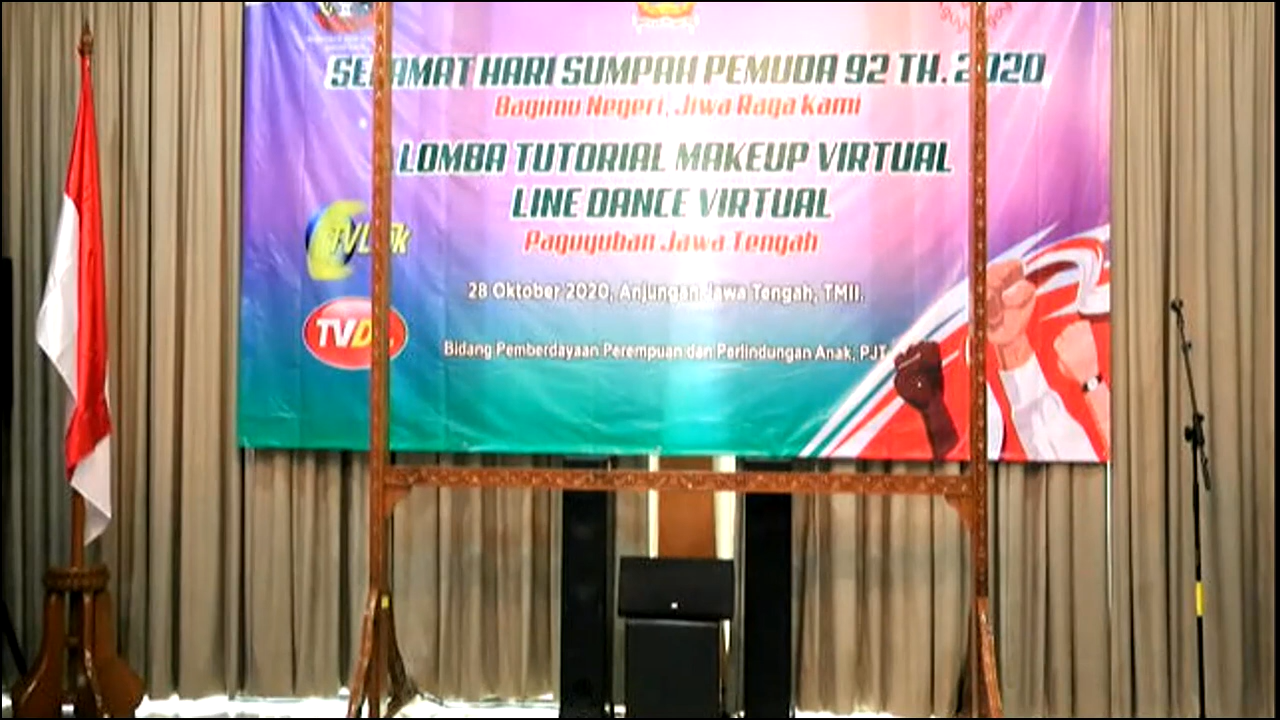 SELAMAT HARI SUMPAH PEMUDA 92 TH. 2020
Bagimu Negeri, Jiwa Raga Kami
LOMBA TUTORIAL MAKEUP VIRTUAL
LINE DANCE VIRTUAL
Paguyuban Jawa Tengah
28 Oktober 2020, Anjungan Jawa Tengah, TMII.
Bidang Pemberdayaan Perempuan dan Perlindungan Anak, PJT